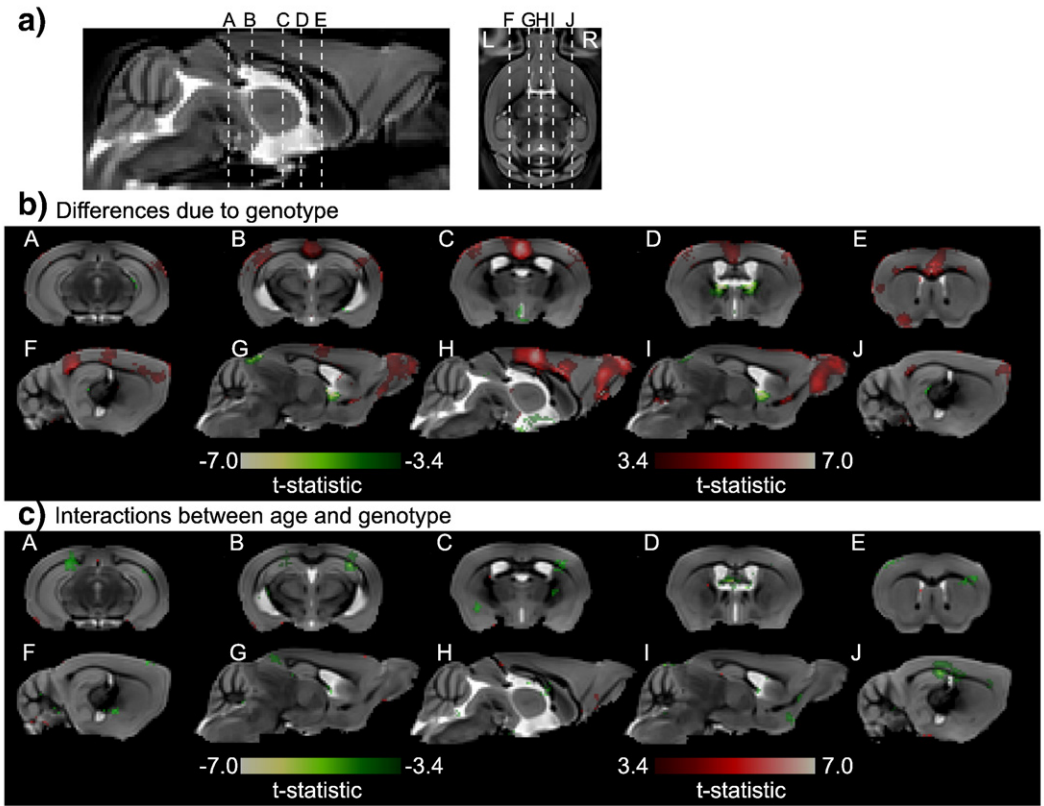 a)
A B C D E
F G H I J
L R
b) Differences due to genotype
A B C D E
F G H I J
-7.0 -3.4 3.4 7.0
t-statistic t-statistic
c) Interactions between age and genotype
A B C D E
F G H I J
-7.0 -3.4 3.4 7.0
t-statistic t-statistic